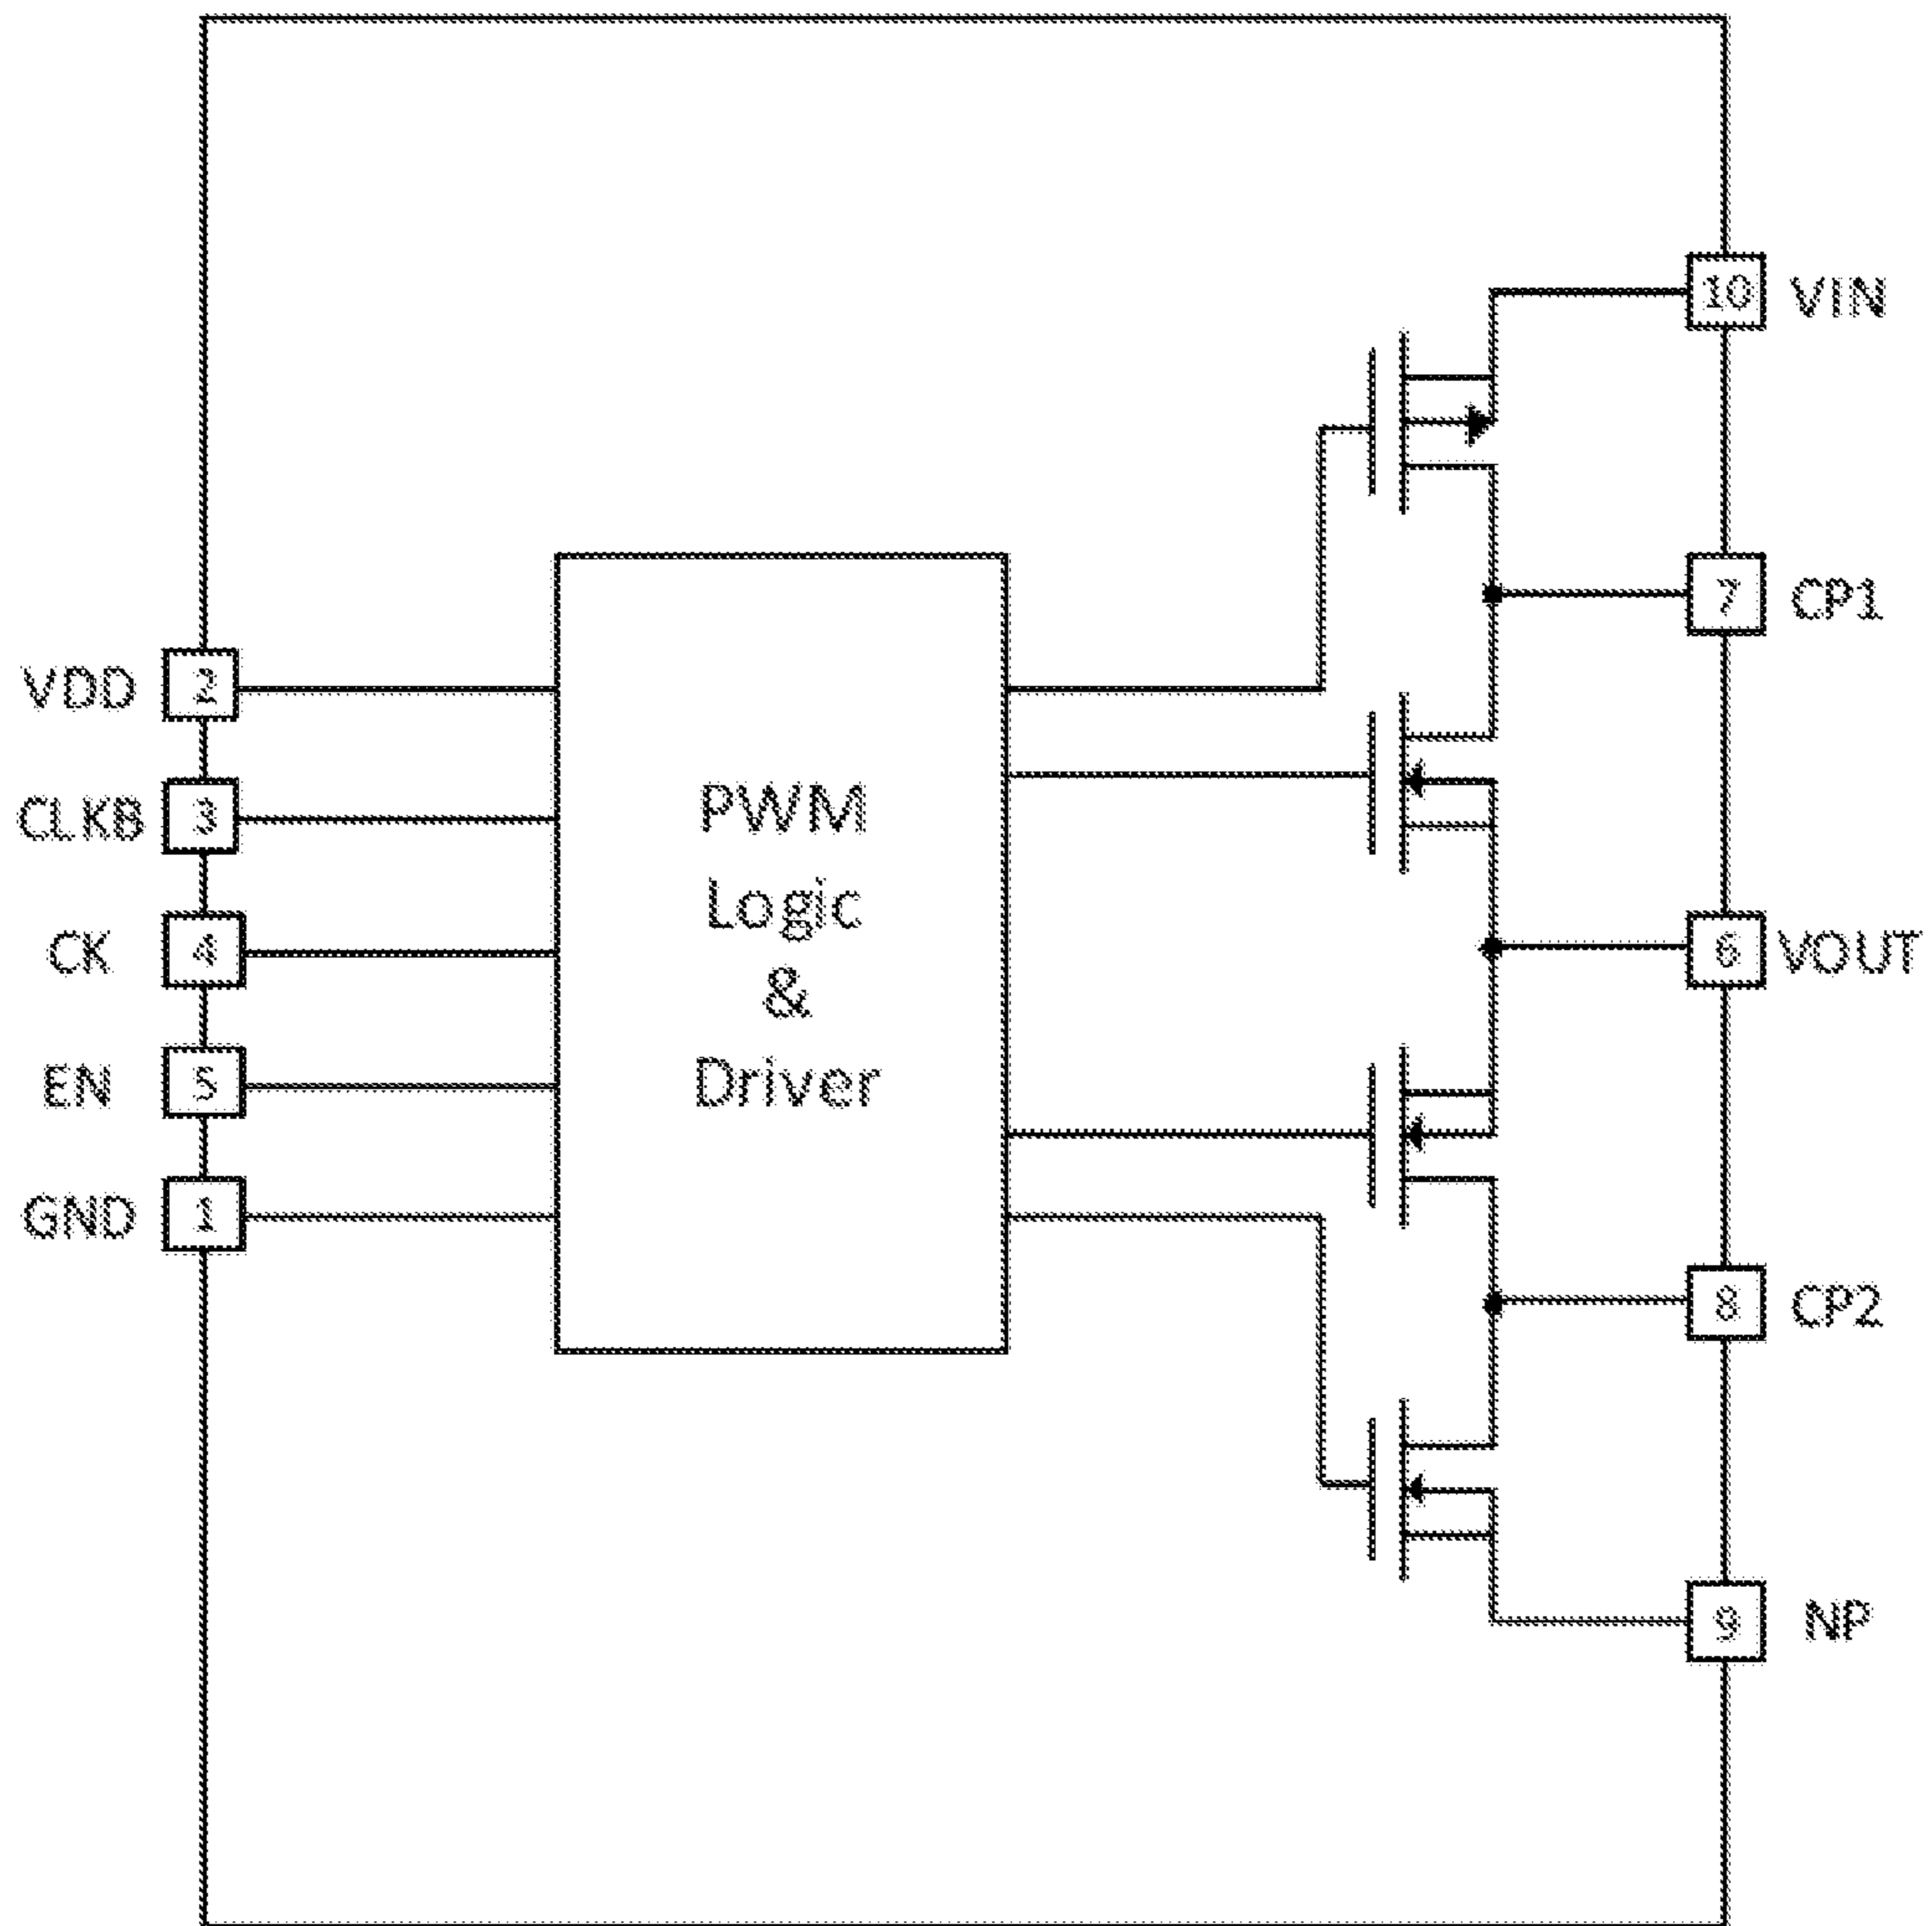 VDD 2
CLKB 3
CK 4
EN 5
GND 1
PWM
Logic
&
Driver
10 VIN
7 CP1
6 VOUT
8 CP2
9 NP